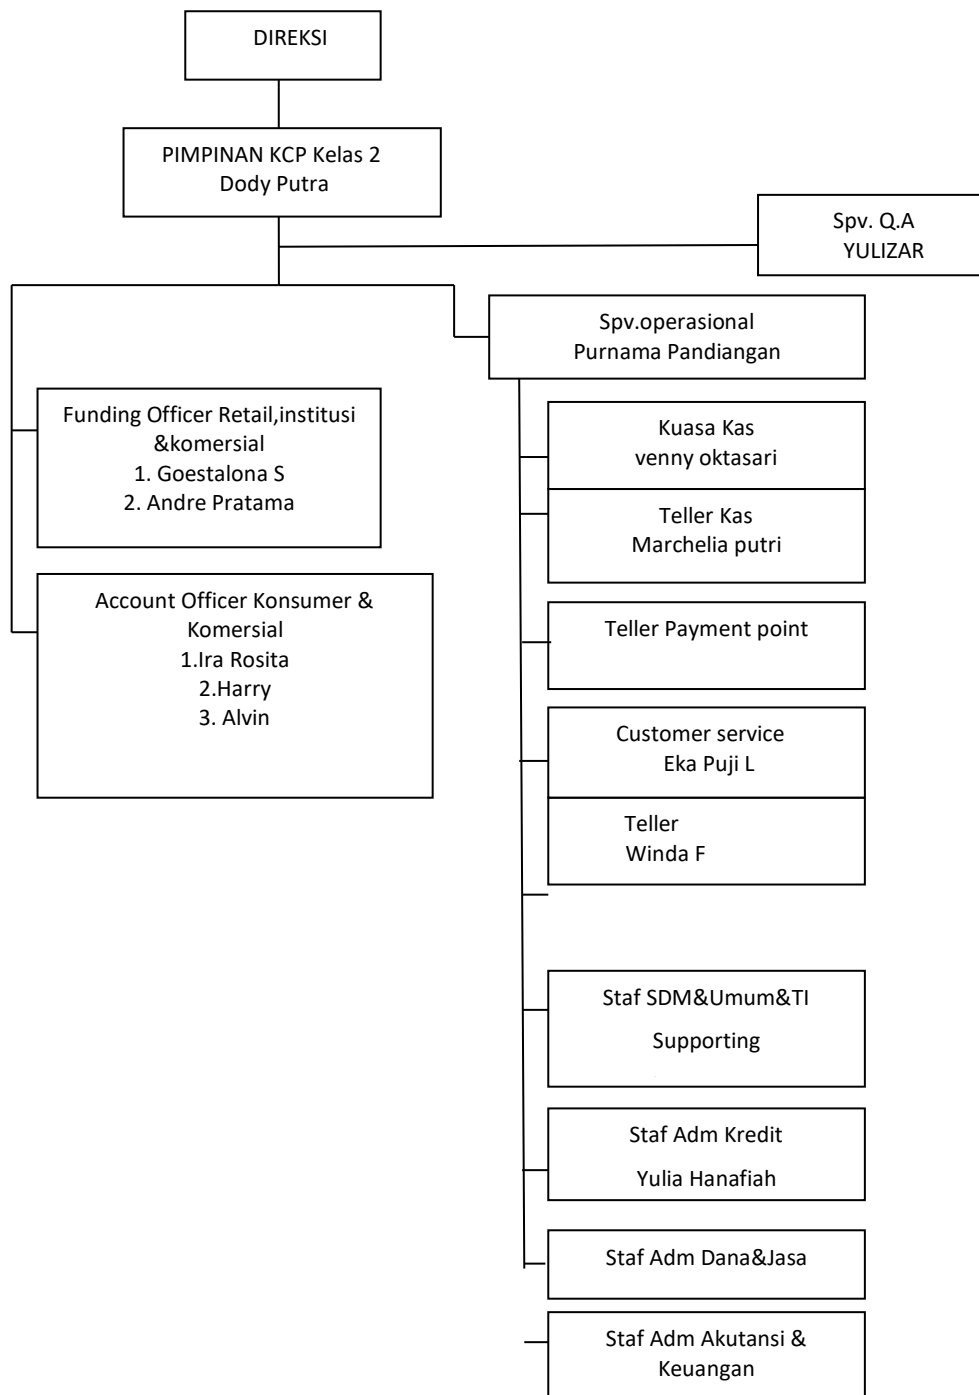 DIREKSI
PIMPINAN KCP Kelas 2
Dody Putra
Spv. Q.A
YULIZAR
Spv.operasional
Purnama Pandiangan
Funding Officer Retail,institusi
&komersial
1. Goestalona S
2. Andre Pratama
Account Officer Konsumer &
Komersial
1.Ira Rosita
2.Harry
3. Alvin
Kuasa Kas
venny oktasari
Teller Kas
Marchelia putri
Teller Payment point
Customer service
Eka Puji L
Teller
Winda F
Staf SDM&Umum&TI
Supporting
Staf Adm Kredit
Yulia Hanafiah
Staf Adm Dana&Jasa
Staf Adm Akutansi &
Keuangan